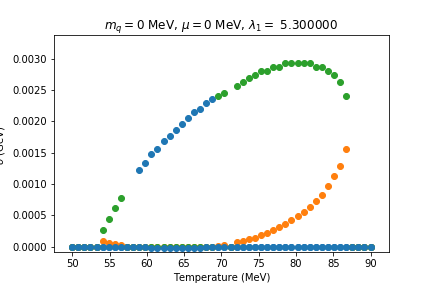 $m_q = 0$ MeV, $\mu = 0$ MeV, $\lambda_1 =$ 5.300000
0.0030
0.0025
0.0020
0.0015
0.0010
0.0005
0.0000
(GeV)
50 55 60 65 70 75 80 85 90
Temperature (MeV)